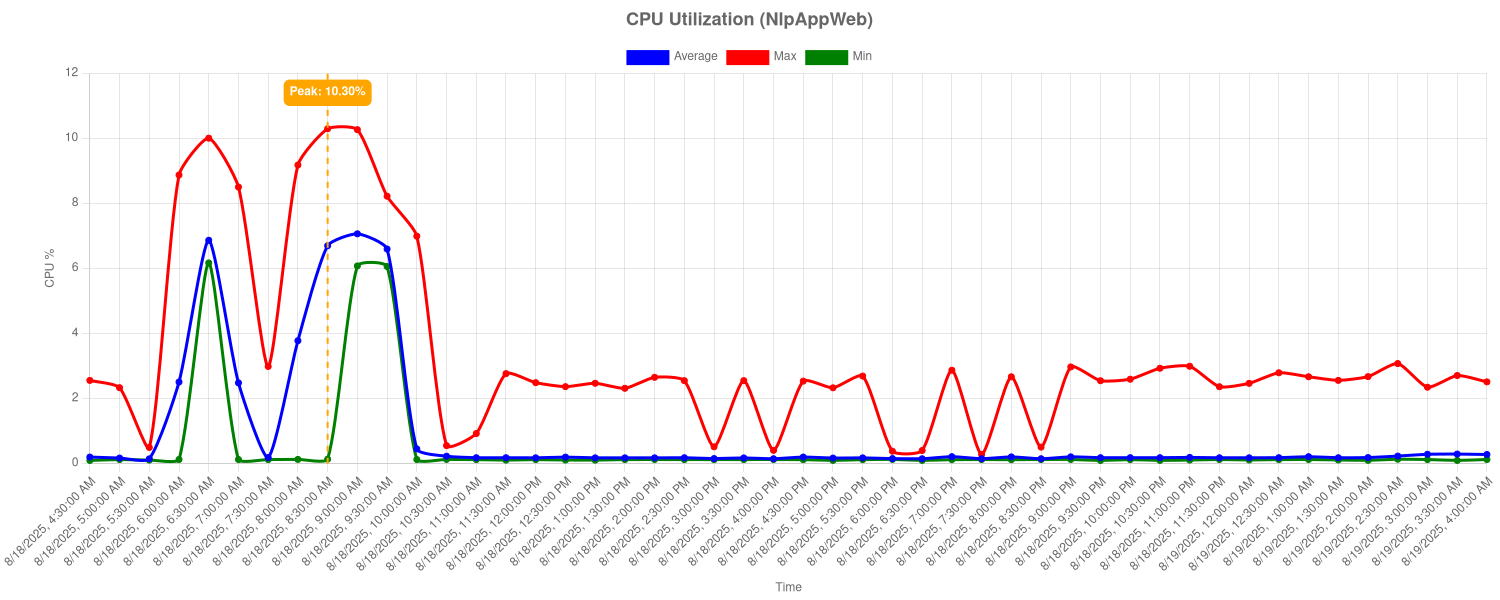 CPU Utilization (NlpAppWeb)
Average Max Min
Peak: 10.30%
12
10
8
6
4
2
0
CPU %
8/18/2025, 4:30:00 AM
8/18/2025, 5:00:00 AM
8/18/2025, 5:30:00 AM
8/18/2025, 6:00:00 AM
8/18/2025, 6:30:00 AM
8/18/2025, 7:00:00 AM
8/18/2025, 7:30:00 AM
8/18/2025, 8:00:00 AM
8/18/2025, 8:30:00 AM
8/18/2025, 9:00:00 AM
8/18/2025, 9:30:00 AM
8/18/2025, 10:00:00 AM
8/18/2025, 10:30:00 AM
8/18/2025, 11:00:00 AM
8/18/2025, 11:30:00 AM
8/18/2025, 12:00:00 PM
8/18/2025, 12:30:00 PM
8/18/2025, 1:00:00 PM
8/18/2025, 1:30:00 PM
8/18/2025, 2:00:00 PM
8/18/2025, 2:30:00 PM
8/18/2025, 3:00:00 PM
8/18/2025, 3:30:00 PM
8/18/2025, 4:00:00 PM
8/18/2025, 4:30:00 PM
8/18/2025, 5:00:00 PM
8/18/2025, 5:30:00 PM
8/18/2025, 6:00:00 PM
8/18/2025, 6:30:00 PM
8/18/2025, 7:00:00 PM
8/18/2025, 7:30:00 PM
8/18/2025, 8:00:00 PM
8/18/2025, 8:30:00 PM
8/18/2025, 9:00:00 PM
8/18/2025, 9:30:00 PM
8/18/2025, 10:00:00 PM
8/18/2025, 10:30:00 PM
8/18/2025, 11:00:00 PM
8/18/2025, 11:30:00 PM
8/19/2025, 12:00:00 AM
8/19/2025, 12:30:00 AM
8/19/2025, 1:00:00 AM
8/19/2025, 1:30:00 AM
8/19/2025, 2:00:00 AM
8/19/2025, 2:30:00 AM
8/19/2025, 3:00:00 AM
8/19/2025, 3:30:00 AM
8/19/2025, 4:00:00 AM
Time